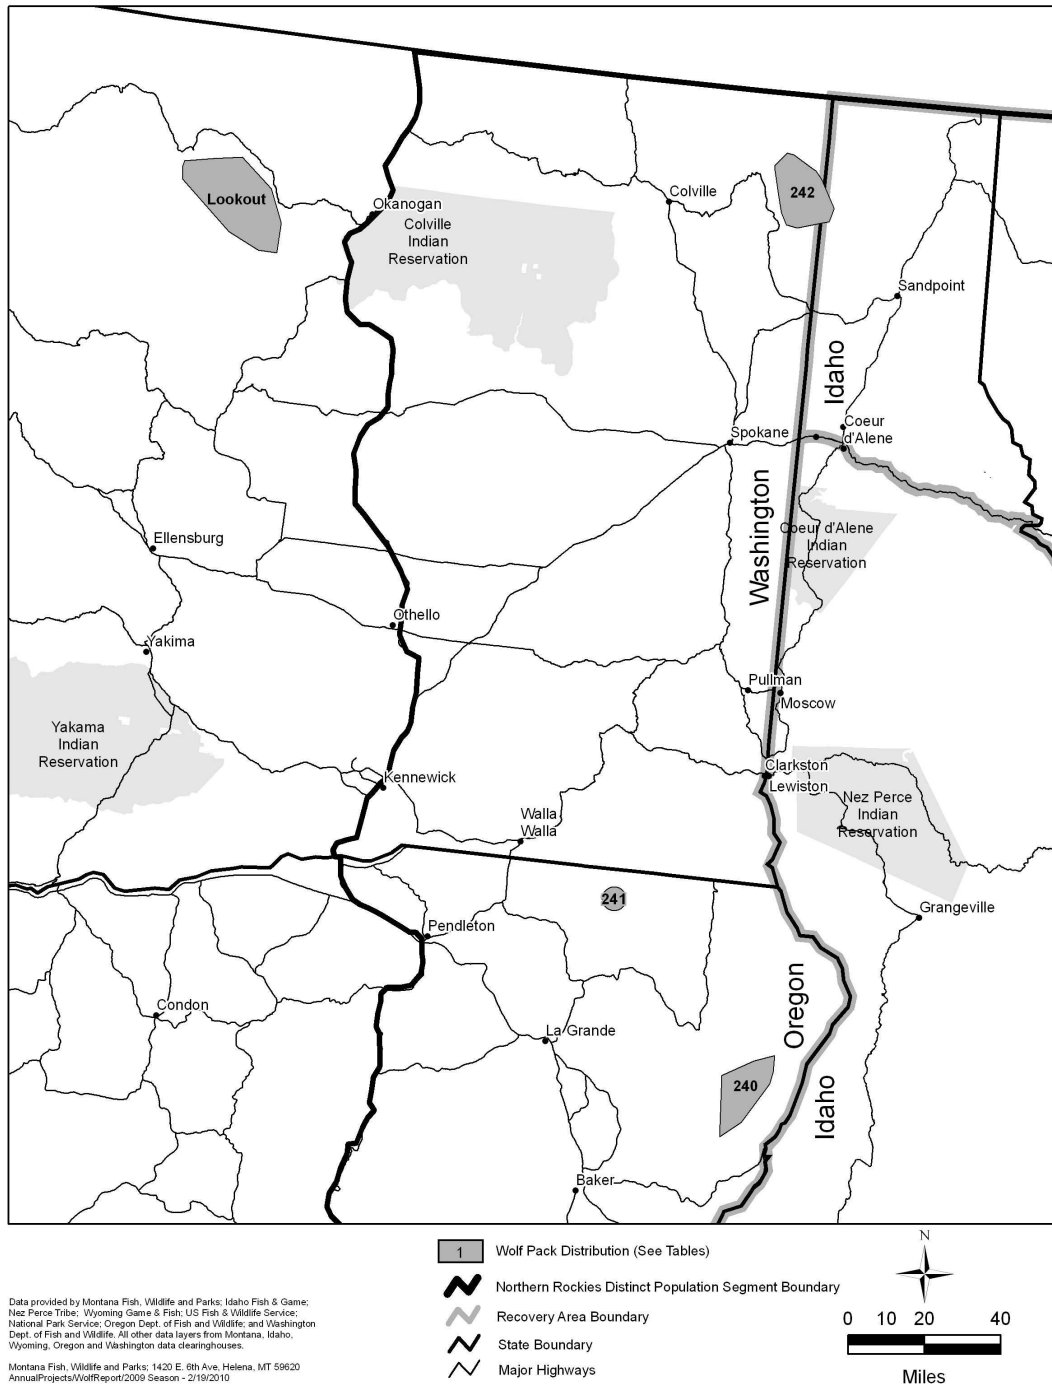 Lookout
242
Okanogan
Colville
Indian
Reservation
Colville
Sandpoint
Idaho
Spokane
Coeur
d'Alene
Washington
Coeur d'Alene
Indian
Reservation
Ellensburg
Othello
Yakima
Pullman
Moscow
Yakama
Indian
Reservation
Kennewick
Clarkston
Lewiston
Nez Perce
Indian
Reservation
Walla
Walla
241
Grangeville
Pendleton
Oregon
Condon
La Grande
240
Idaho
Baker
1 Wolf Pack Distribution (See Tables)
Northern Rockies Distinct Population Segment Boundary
Recovery Area Boundary
State Boundary
Major Highways
N
0 10 20 40
Miles
Data provided by Montana Fish, Wildlife and Parks; Idaho Fish & Game;
Nez Perce Tribe; Wyoming Game & Fish; US Fish & Wildlife Service;
National Park Service; Oregon Dept. of Fish and Wildlife; and Washington
Dept. of Fish and Wildlife. All other data layers from Montana, Idaho,
Wyoming, Oregon and Washington data clearinghouses.
Montana Fish, Wildlife and Parks; 1420 E. 6th Ave, Helena, MT 59620
AnnualProjects/WolfReport/2009 Season - 2/19/2010